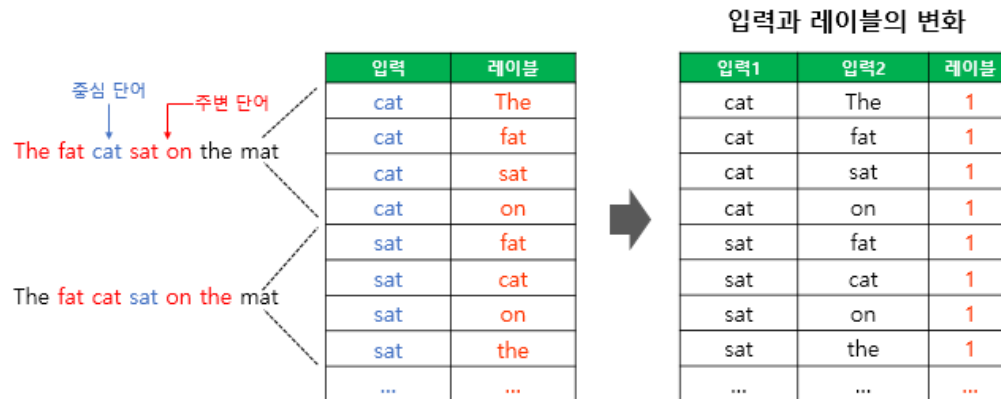 입력과 레이블의 변화
중심 단어
주변 단어
The fat cat sat on the mat
The fat cat sat on the mat
입력 레이블
cat The
cat fat
cat sat
cat on
sat fat
sat cat
sat on
sat the
... ...
입력1 입력2 레이블
cat The 1
cat fat 1
cat sat 1
cat on 1
sat fat 1
sat cat 1
sat on 1
sat the 1
... ... ...